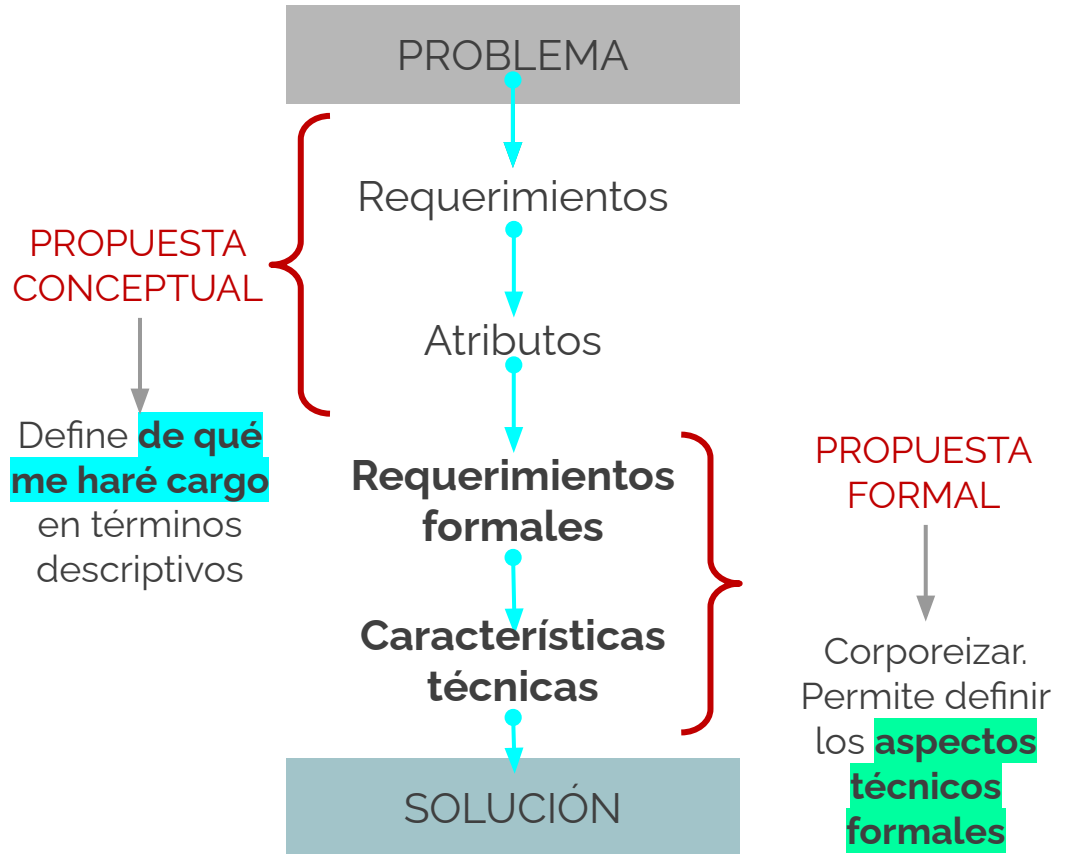 PROBLEMA
Requerimientos
PROPUESTA
CONCEPTUAL
Atributos
Define de qué
me haré cargo
en términos
descriptivos
Requerimientos
formales
PROPUESTA
FORMAL
Características
técnicas
Corporeizar.
Permite definir
los aspectos
técnicos
formales
SOLUCIÓN